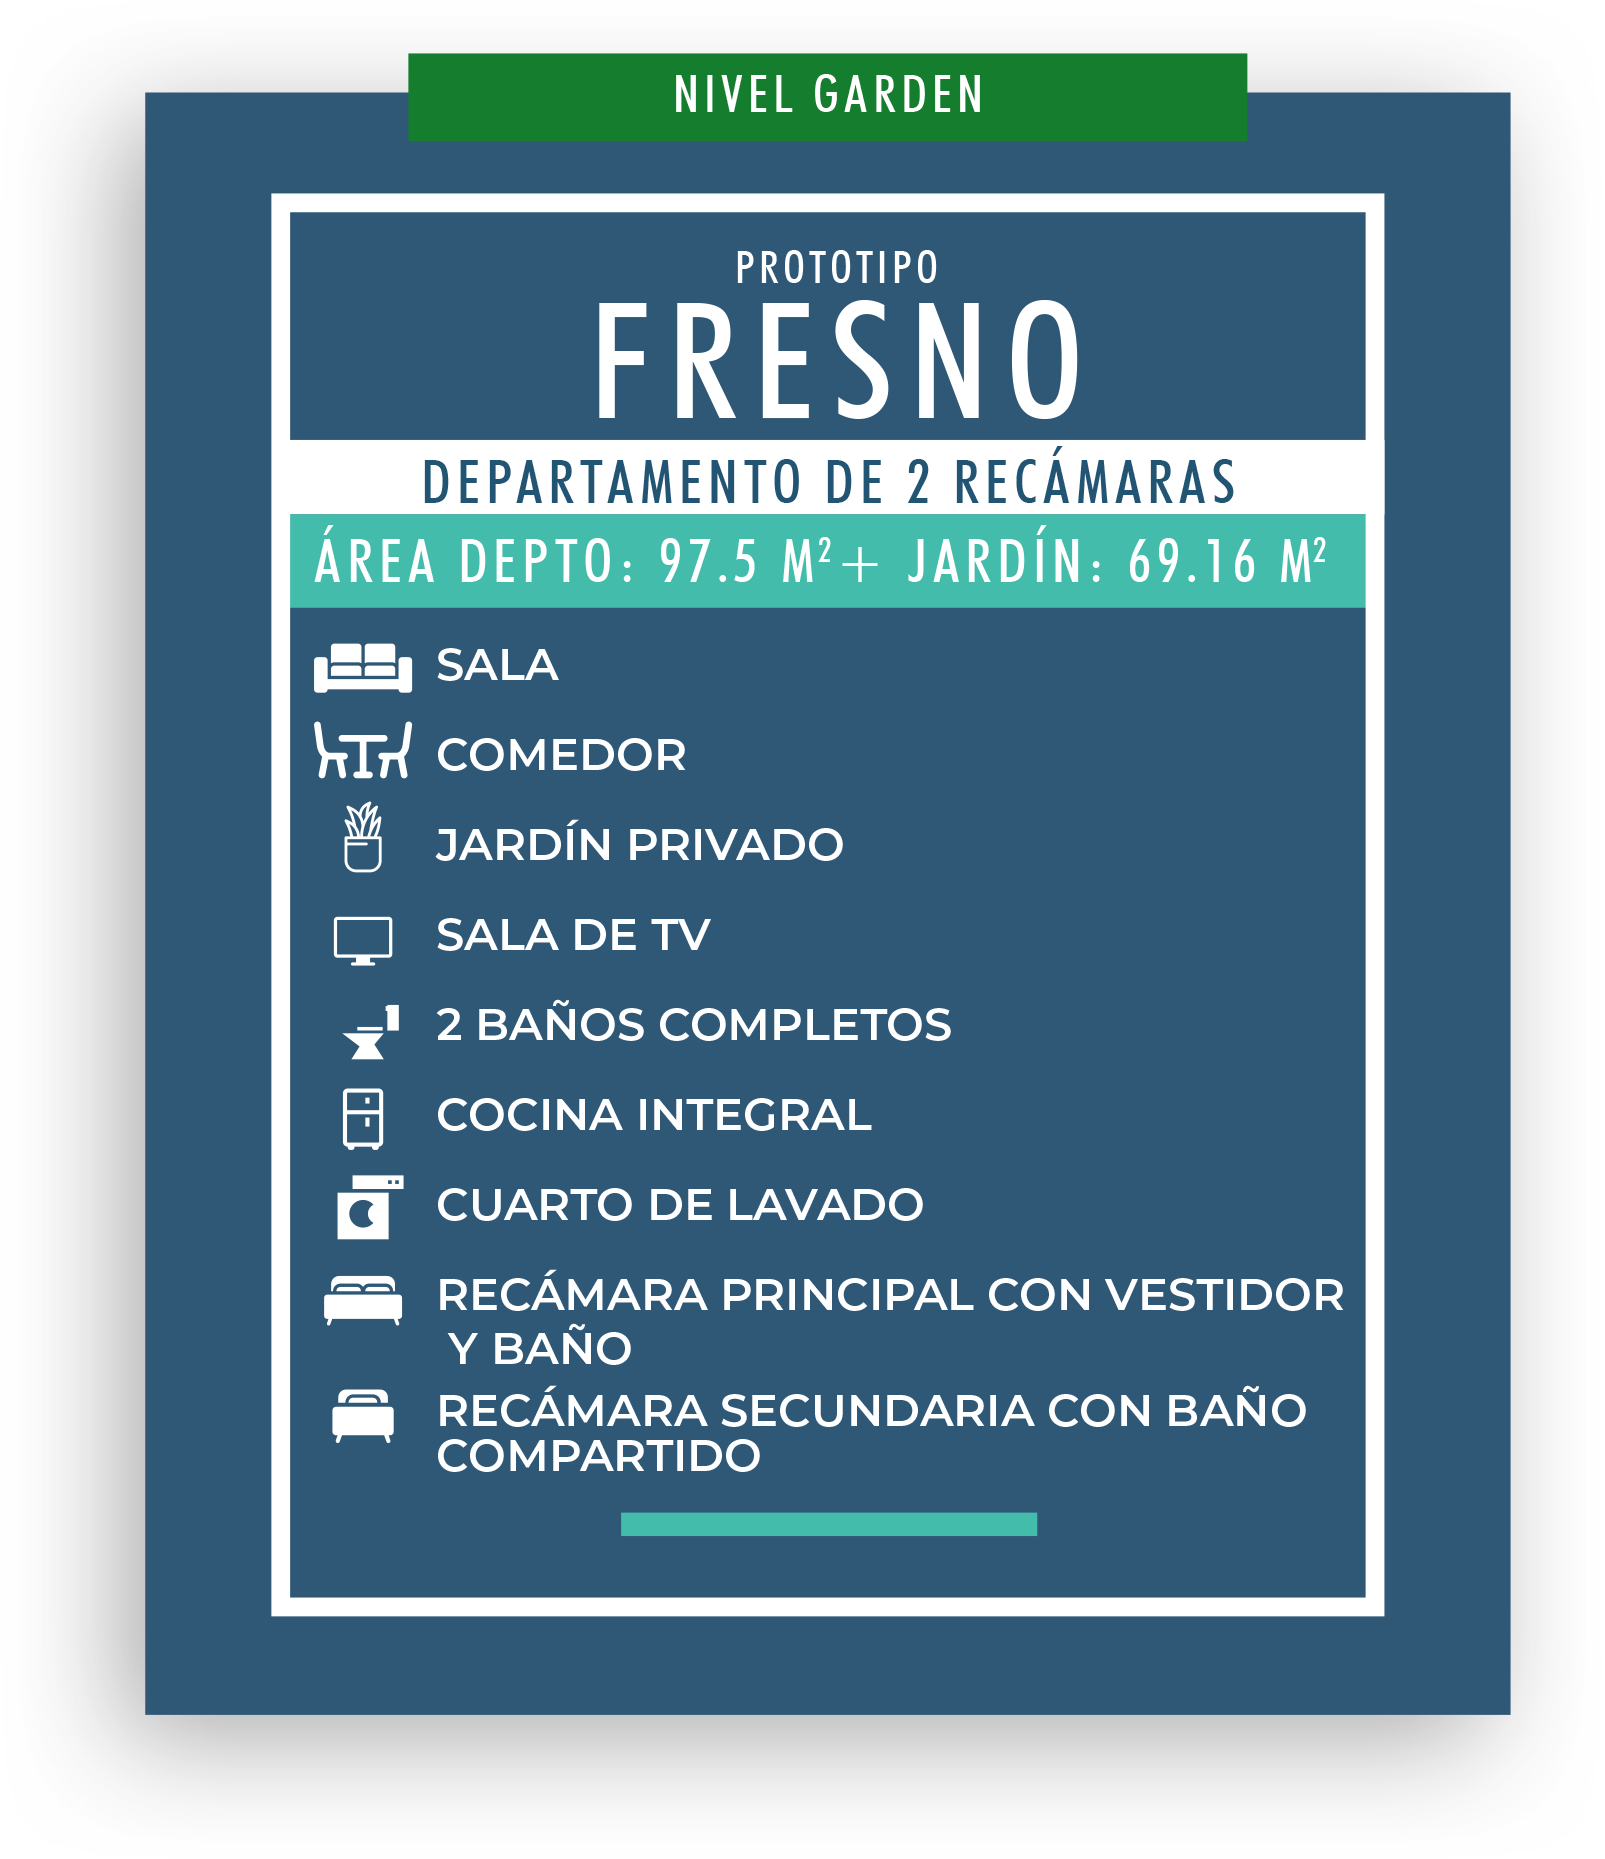 NIVEL GARDEN
PROTOTIPO
FRESNO
DEPARTAMENTO DE 2 RECÁMARAS
ÁREA DEPTO: 97.5 M²+ JARDÍN: 69.16 M²
SALA
COMEDOR
JARDÍN PRIVADO
SALA DE TV
2 BAÑOS COMPLETOS
COCINA INTEGRAL
CUARTO DE LAVADO
RECÁMARA PRINCIPAL CON VESTIDOR
Y BAÑO
RECÁMARA SECUNDARIA CON BAÑO
COMPARTIDO